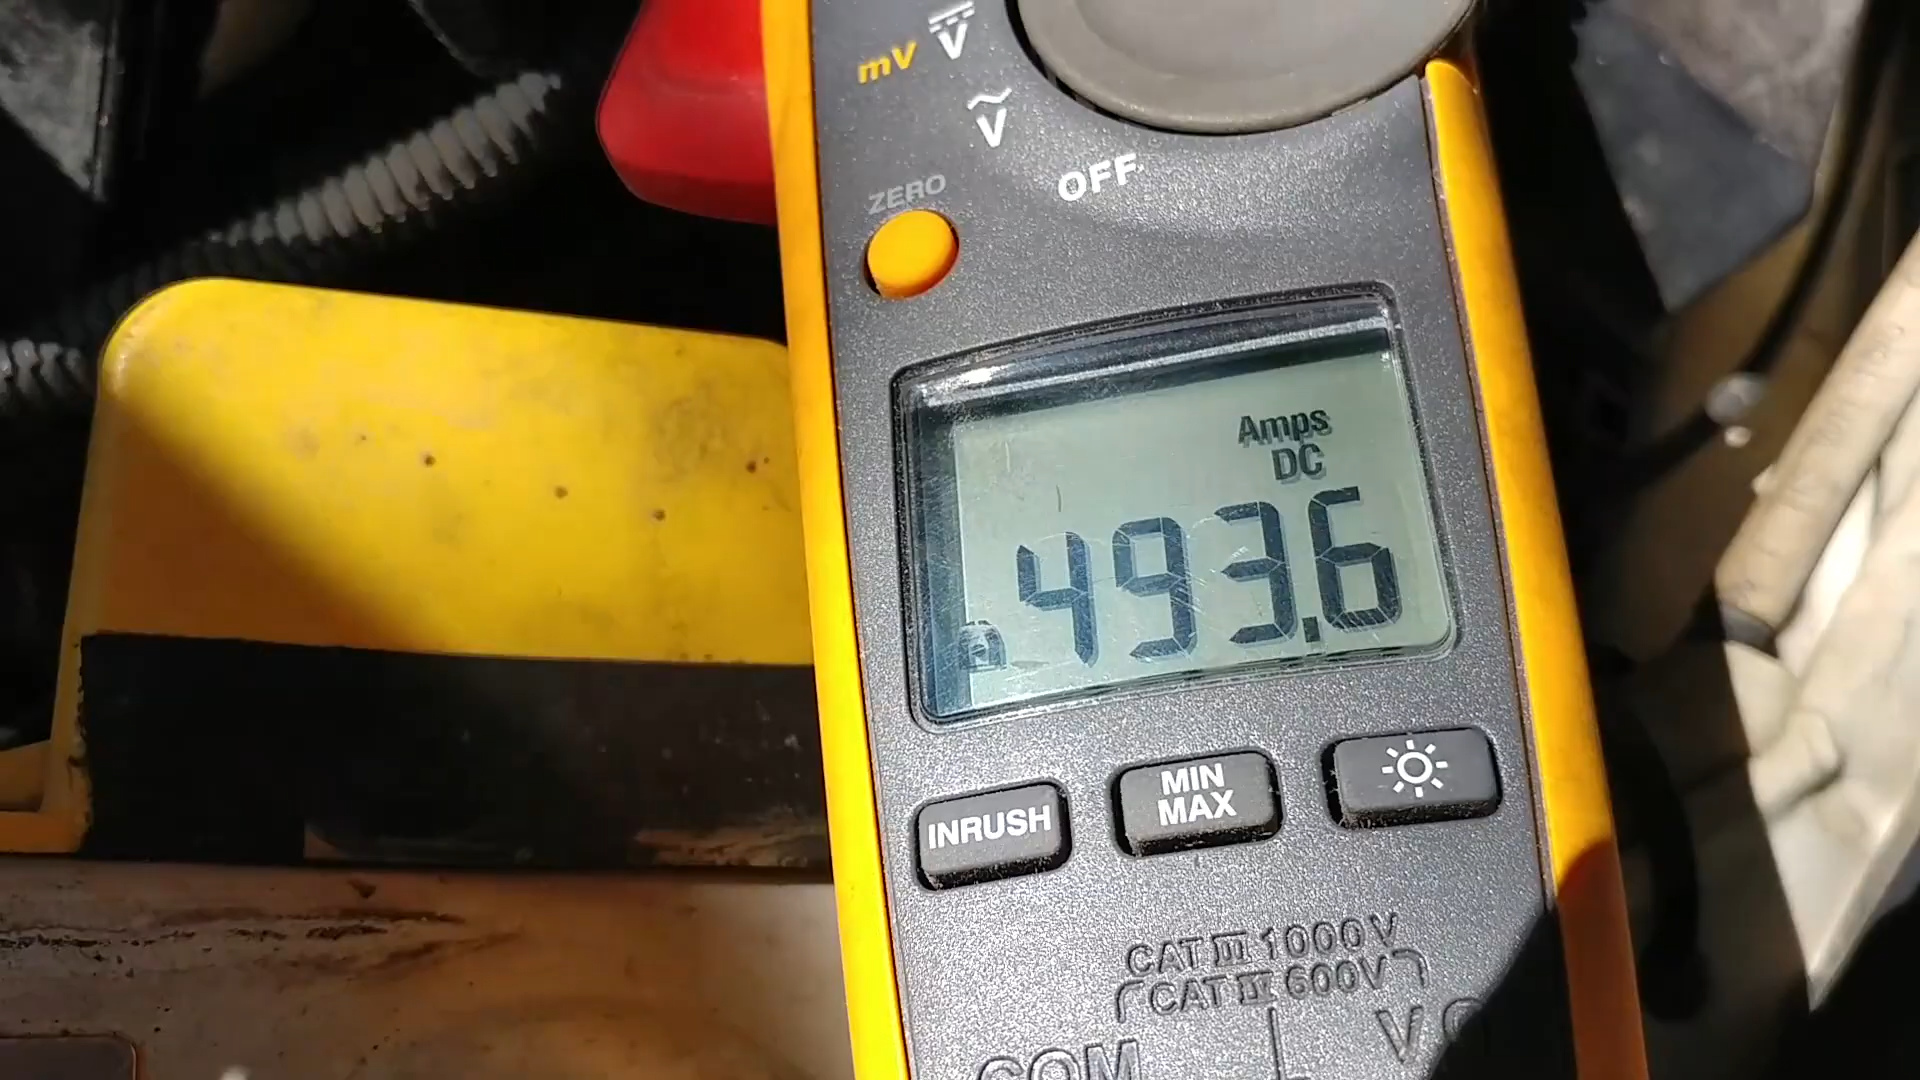 mV V
V
OFF
ZERO
Amps
DC
493.6
INRUSH
MIN
MAX
CAT III 1000V
CAT IV 600V
COM
V